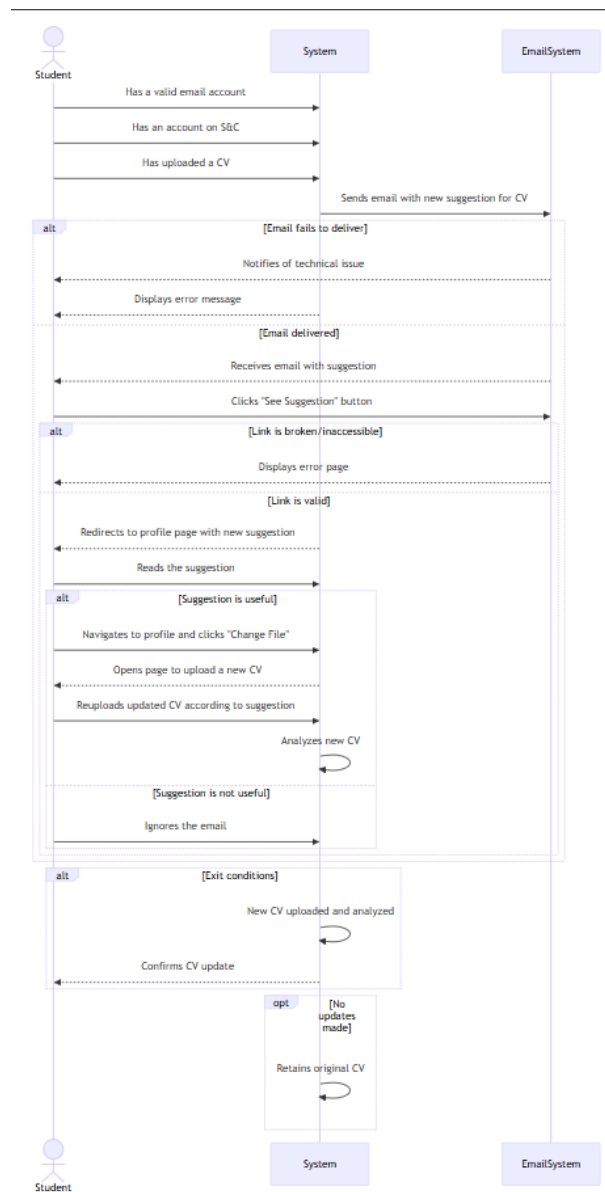 Student
System
EmailSystem
Has a valid email account
Has an account on S&C
Has uploaded a CV
Sends email with new suggestion for CV
alt
[Email fails to deliver]
Notifies of technical issue
Displays error message
[Email delivered]
Receives email with suggestion
Clicks "See Suggestion" button
alt
[Link is broken/inaccessible]
Displays error page
[Link is valid]
Redirects to profile page with new suggestion
Reads the suggestion
alt
[Suggestion is useful]
Navigates to profile and clicks "Change File"
Opens page to upload a new CV
Reuploads updated CV according to suggestion
Analyzes new CV
[Suggestion is not useful]
Ignores the email
alt
[Exit conditions]
New CV uploaded and analyzed
Confirms CV update
opt
[No
updates
made]
Retains original CV
Student
System
EmailSystem